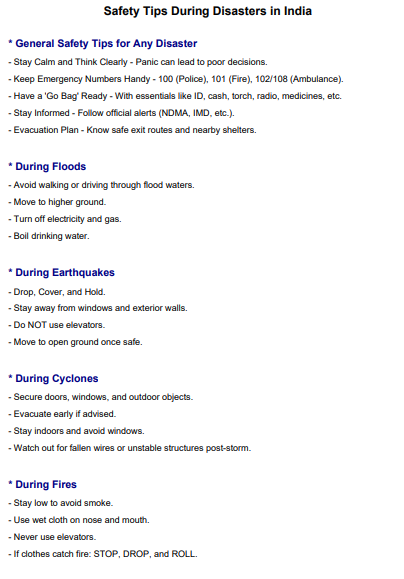 Safety Tips During Disasters in India
* General Safety Tips for Any Disaster
- Stay Calm and Think Clearly - Panic can lead to poor decisions.
- Keep Emergency Numbers Handy - 100 (Police), 101 (Fire), 102/108 (Ambulance).
- Have a 'Go Bag' Ready - With essentials like ID, cash, torch, radio, medicines, etc.
- Stay Informed - Follow official alerts (NDMA, IMD, etc.).
- Evacuation Plan - Know safe exit routes and nearby shelters.
* During Floods
- Avoid walking or driving through flood waters.
- Move to higher ground.
- Turn off electricity and gas.
- Boil drinking water.
* During Earthquakes
- Drop, Cover, and Hold.
- Stay away from windows and exterior walls.
- Do NOT use elevators.
- Move to open ground once safe.
* During Cyclones
- Secure doors, windows, and outdoor objects.
- Evacuate early if advised.
- Stay indoors and avoid windows.
- Watch out for fallen wires or unstable structures post-storm.
* During Fires
- Stay low to avoid smoke.
- Use wet cloth on nose and mouth.
- Never use elevators.
- If clothes catch fire: STOP, DROP, and ROLL.